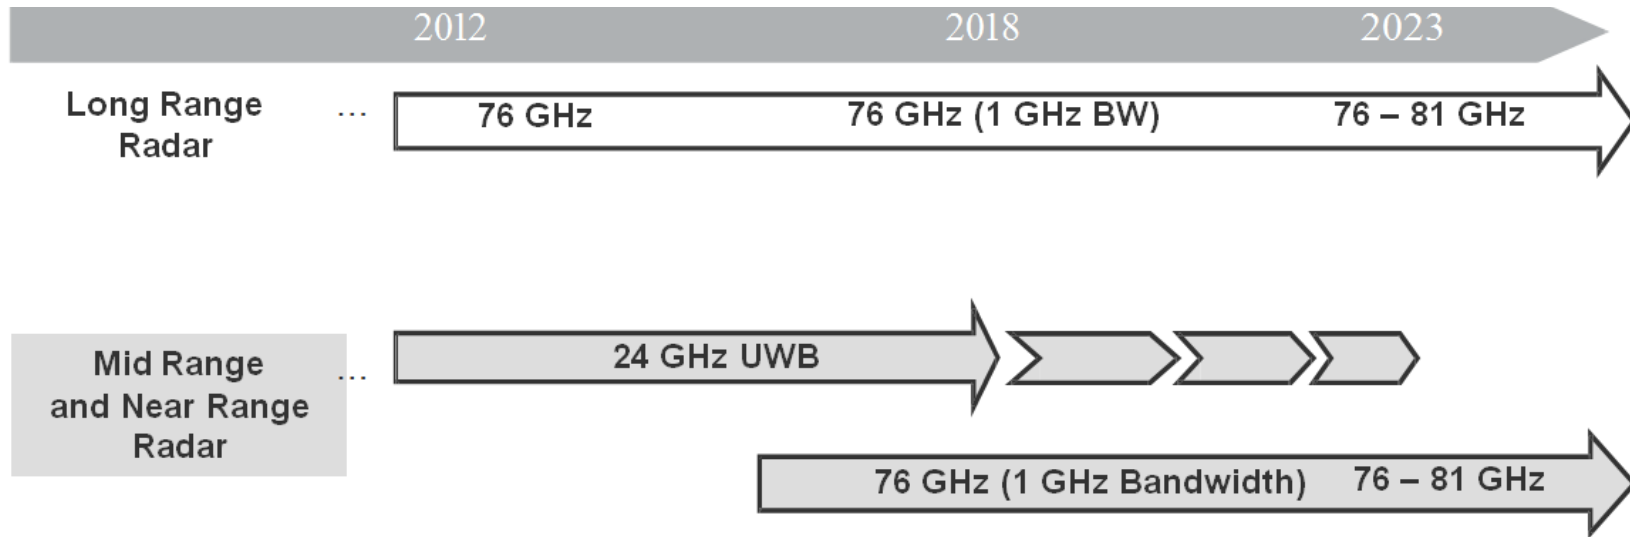 2012 2018 2023
Long Range
Radar
... 76 GHz 76 GHz (1 GHz BW) 76 – 81 GHz
Mid Range
and Near Range
Radar
... 24 GHz UWB
76 GHz (1 GHz Bandwidth) 76 – 81 GHz